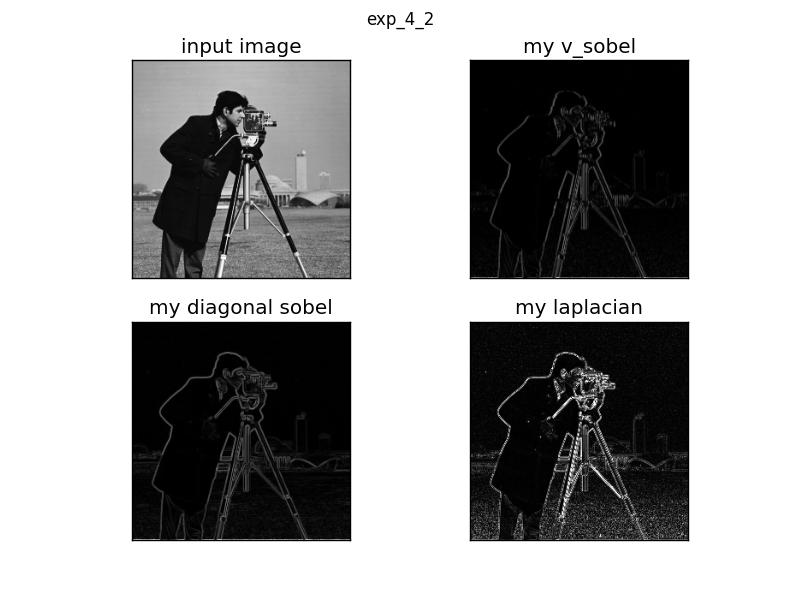 exp_4_2
input image
my v_sobel
my diagonal sobel
my laplacian